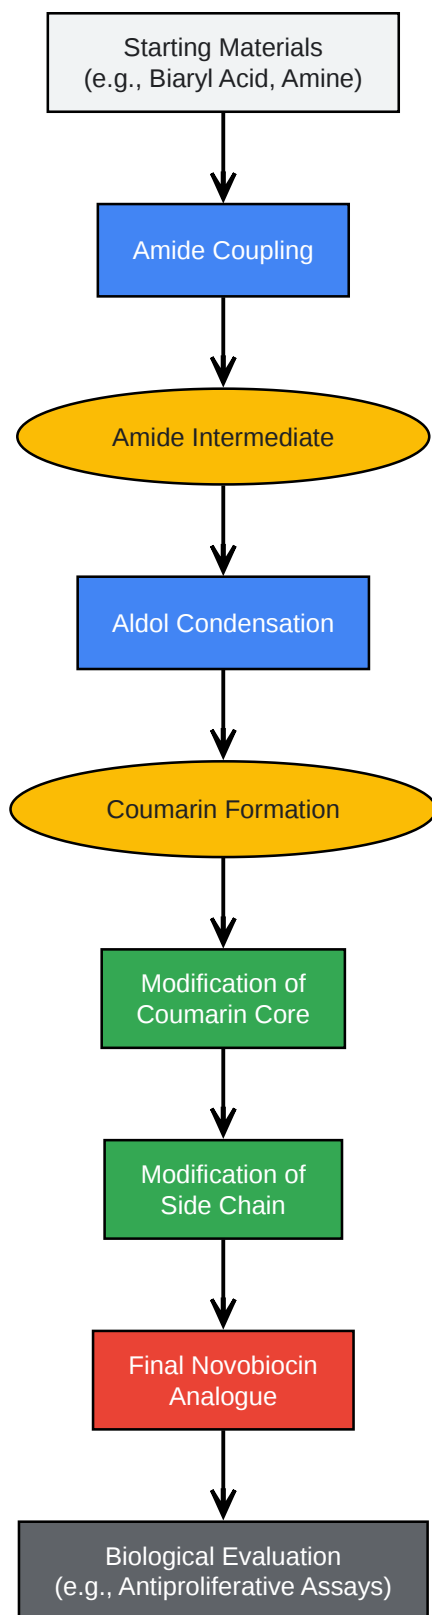 Starting Materials
(e.g., Biaryl Acid, Amine)
Amide Coupling
Amide Intermediate
Aldol Condensation
Coumarin Formation
Modification of
Coumarin Core
Modification of
Side Chain
Final Novobiocin
Analogue
Biological Evaluation
(e.g., Antiproliferative Assays)